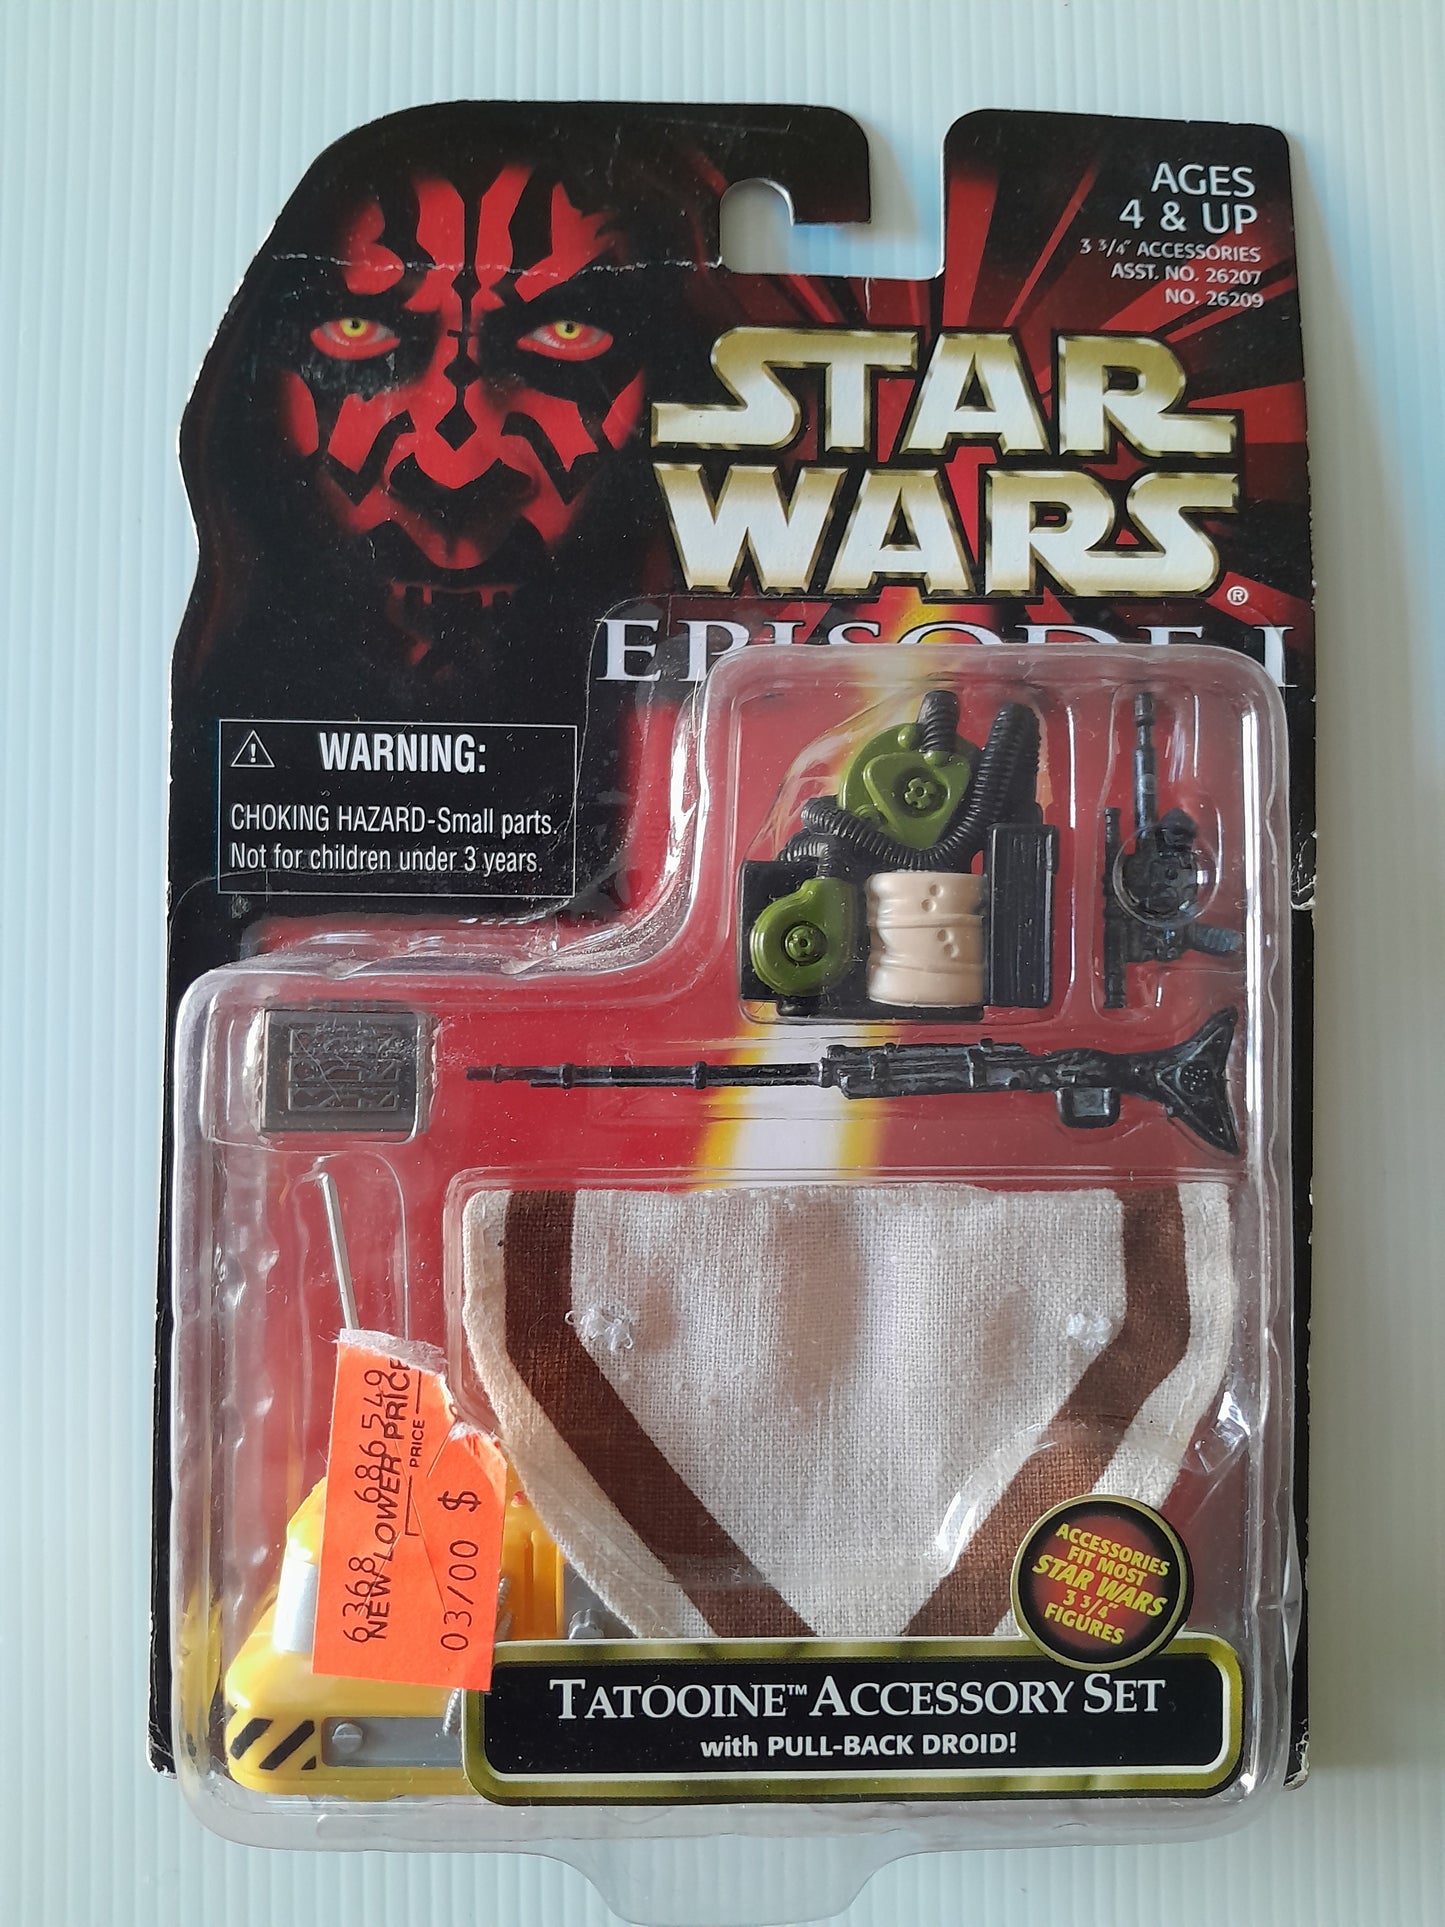 AGES
4 & UP
3 3/4" ACCESSORIES
ASST. NO. 26207
NO. 26209
STAR
WARS®
EPISODE I
⚠ WARNING:
CHOKING HAZARD-Small parts.
Not for children under 3 years.
6368 686549
NEW LOWER PRICE
PRICE
03/00 $
ACCESSORIES
FIT MOST
STAR WARS
3 3/4"
FIGURES
TATOOINE™ ACCESSORY SET
with PULL-BACK DROID!